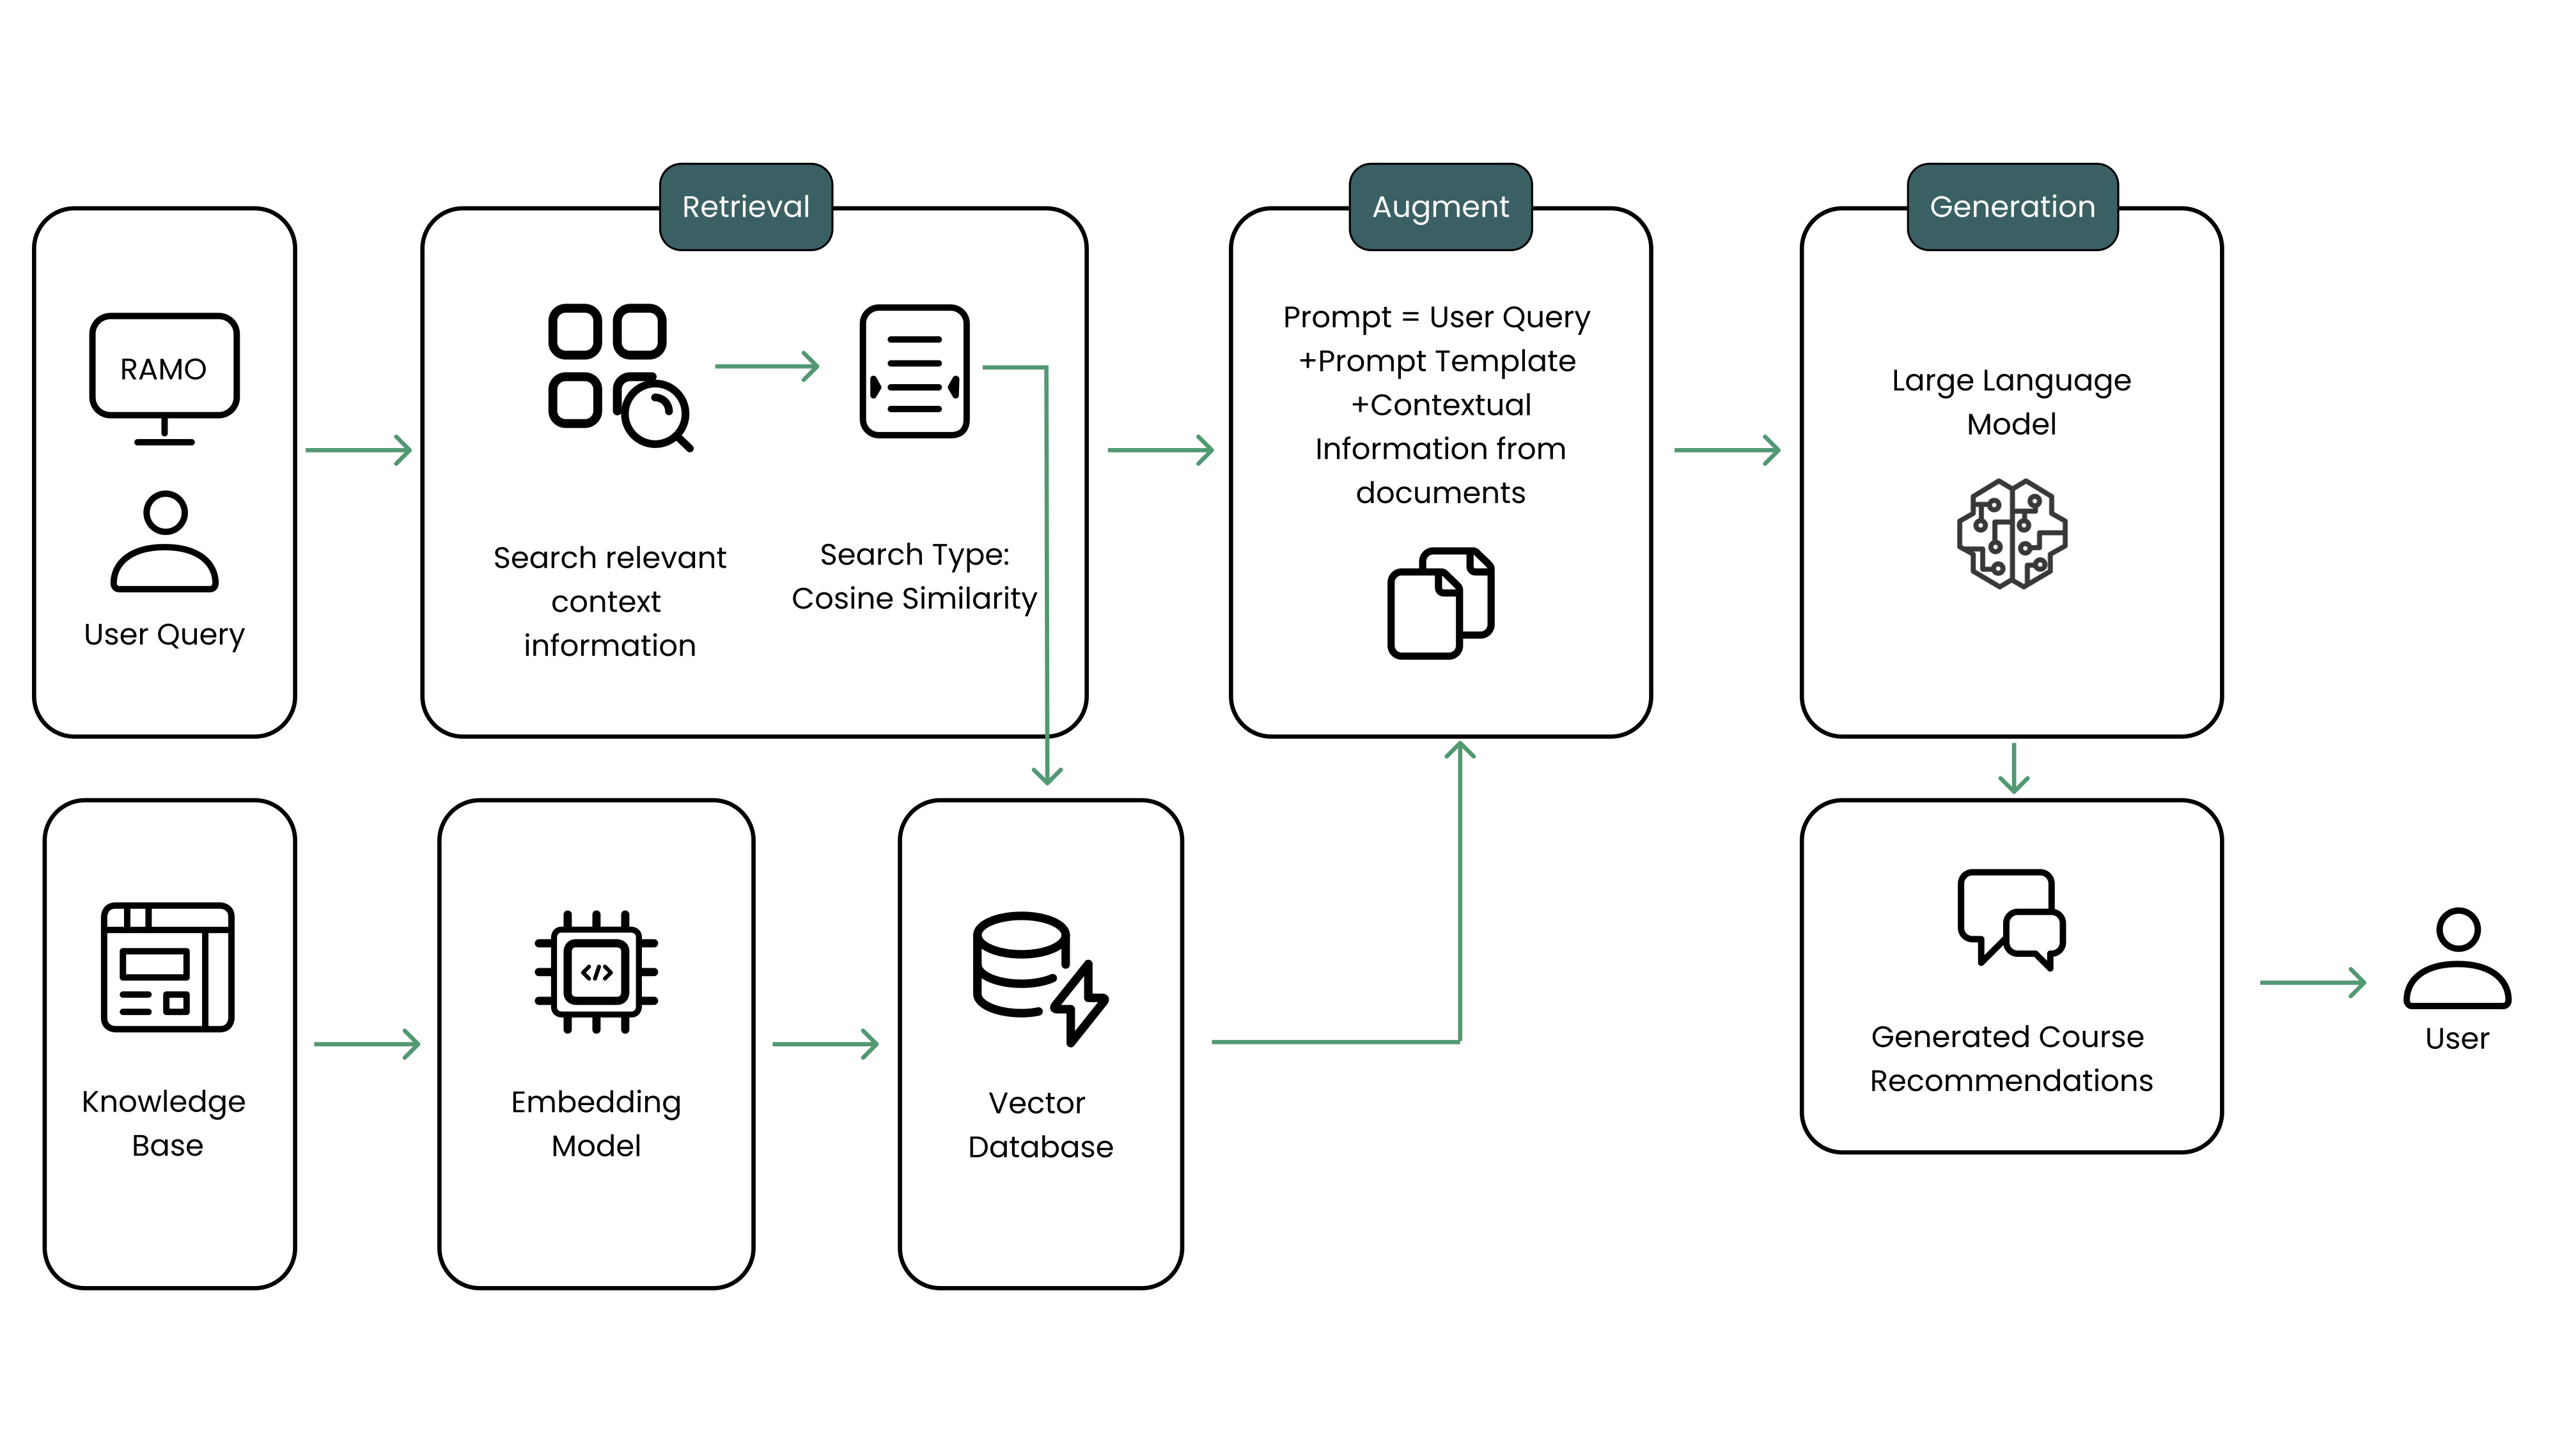 Retrieval
Augment
Generation
RAMO
User Query
Search relevant
context
information
Search Type:
Cosine Similarity
Prompt = User Query
+Prompt Template
+Contextual
Information from
documents
Large Language
Model
Knowledge
Base
Embedding
Model
</>
Vector
Database
Generated Course
Recommendations
User